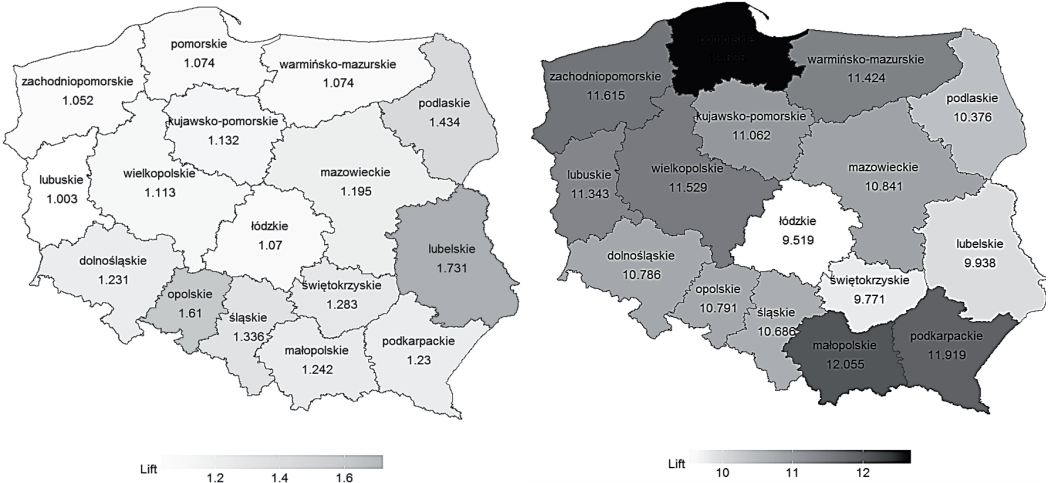 pomorskie
1.074
warmińsko-mazurskie
1.074
zachodniopomorskie
1.052
podlaskie
1.434
kujawsko-pomorskie
1.132
wielkopolskie
1.113
mazowieckie
1.195
lubuskie
1.003
łódzkie
1.07
lubelskie
1.731
dolnośląskie
1.231
opolskie
1.61
śląskie
1.336
świętokrzyskie
1.283
małopolskie
1.242
podkarpackie
1.23
Lift
1.2 1.4 1.6
pomorskie
warmińsko-mazurskie
11.424
zachodniopomorskie
11.615
podlaskie
10.376
kujawsko-pomorskie
11.062
wielkopolskie
11.529
mazowieckie
10.841
lubuskie
11.343
łódzkie
9.519
lubelskie
9.938
dolnośląskie
10.786
opolskie
10.791
śląskie
10.686
świętokrzyskie
9.771
małopolskie
12.055
podkarpackie
11.919
Lift
10 11 12